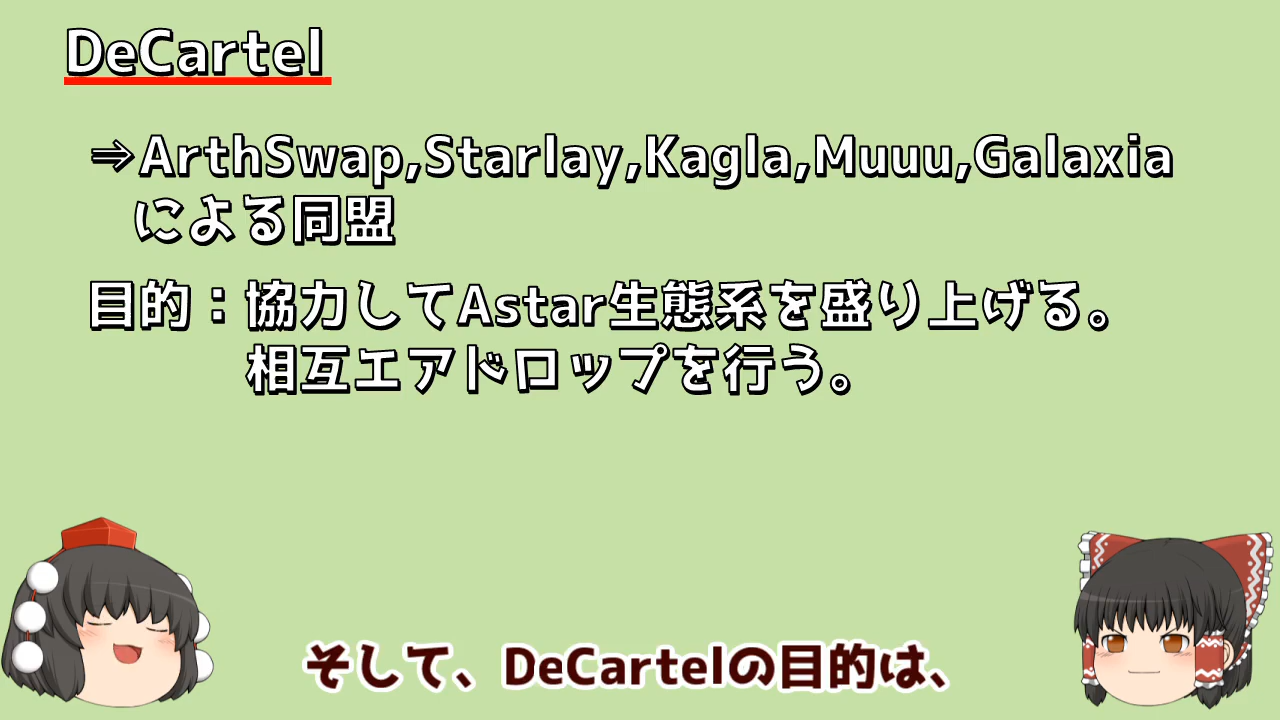 DeCartel
⇒ArthSwap,Starlay,Kagla,Muuu,Galaxia
による同盟
目的：協力してAstar生態系を盛り上げる。
相互エアドロップを行う。
そして、DeCartelの目的は、